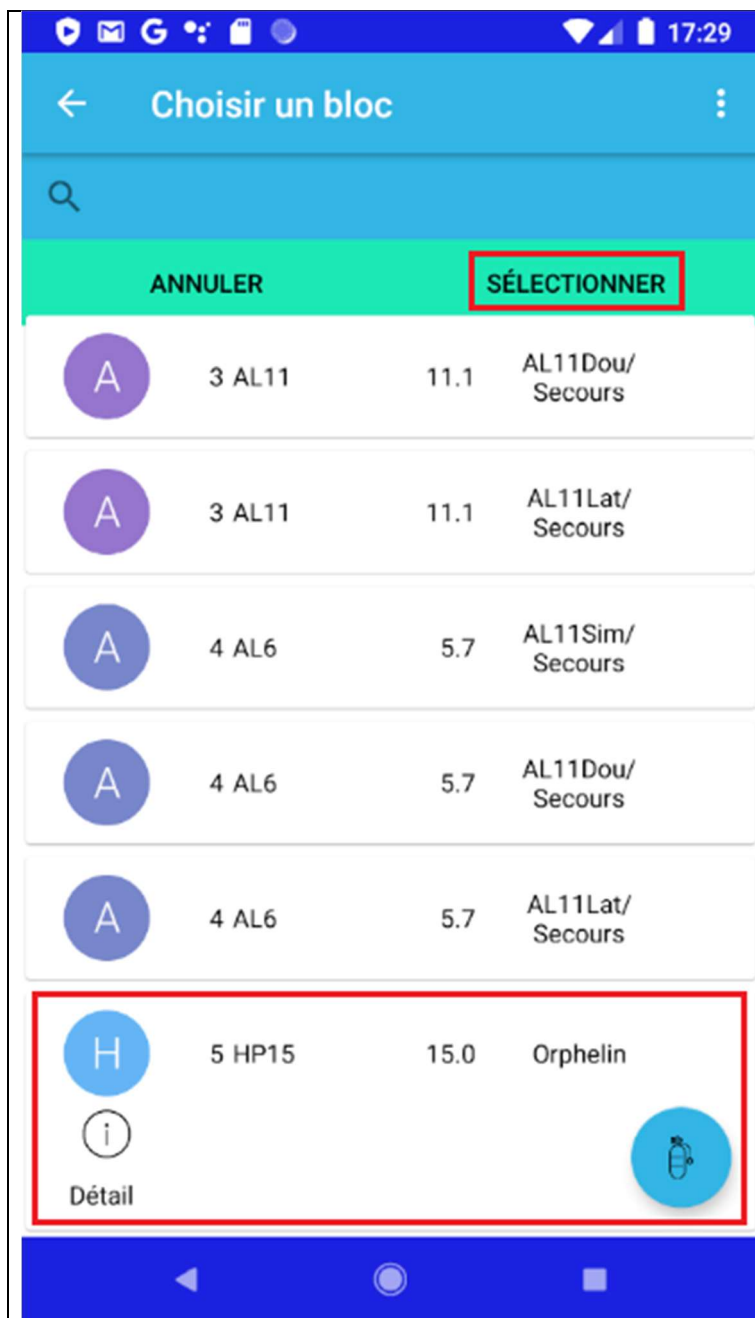 17:29
Choisir un bloc
ANNULER SÉLECTIONNER
A 3 AL11 11.1 AL11Dou/
Secours
A 3 AL11 11.1 AL11Lat/
Secours
A 4 AL6 5.7 AL11Sim/
Secours
A 4 AL6 5.7 AL11Dou/
Secours
A 4 AL6 5.7 AL11Lat/
Secours
H 5 HP15 15.0 Orphelin
Détail